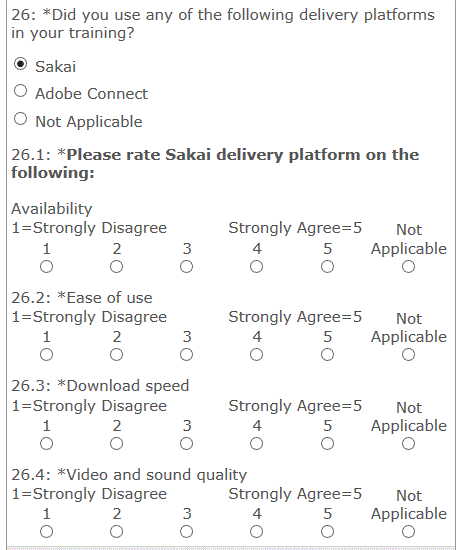 26: *Did you use any of the following delivery platforms
in your training?
Sakai
Adobe Connect
Not Applicable
26.1: *Please rate Sakai delivery platform on the
following:
Availability
1=Strongly Disagree Strongly Agree=5 Not
1 2 3 4 5 Applicable
26.2: *Ease of use
1=Strongly Disagree Strongly Agree=5 Not
1 2 3 4 5 Applicable
26.3: *Download speed
1=Strongly Disagree Strongly Agree=5 Not
1 2 3 4 5 Applicable
26.4: *Video and sound quality
1=Strongly Disagree Strongly Agree=5 Not
1 2 3 4 5 Applicable